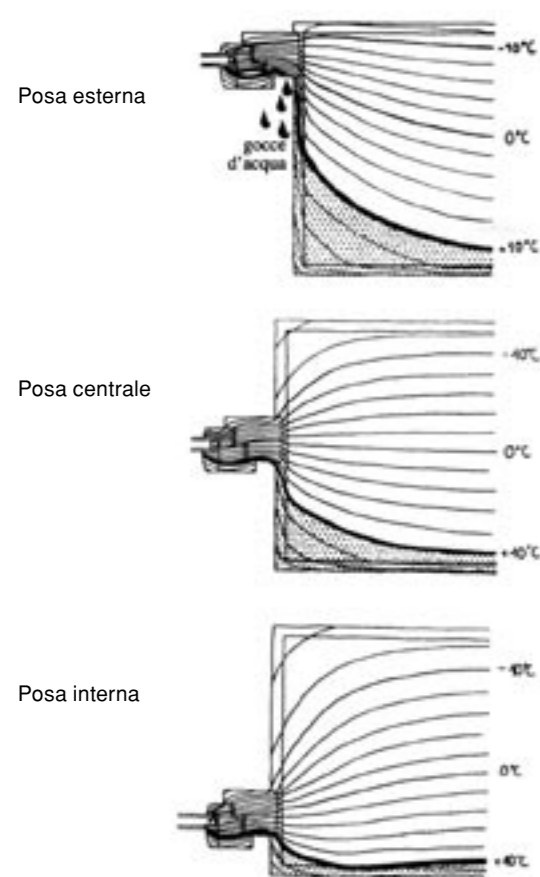 -10°C
Posa esterna
gocce
d'acqua
0°C
+10°C
Posa centrale
-10°C
0°C
+10°C
Posa interna
-10°C
0°C
+10°C